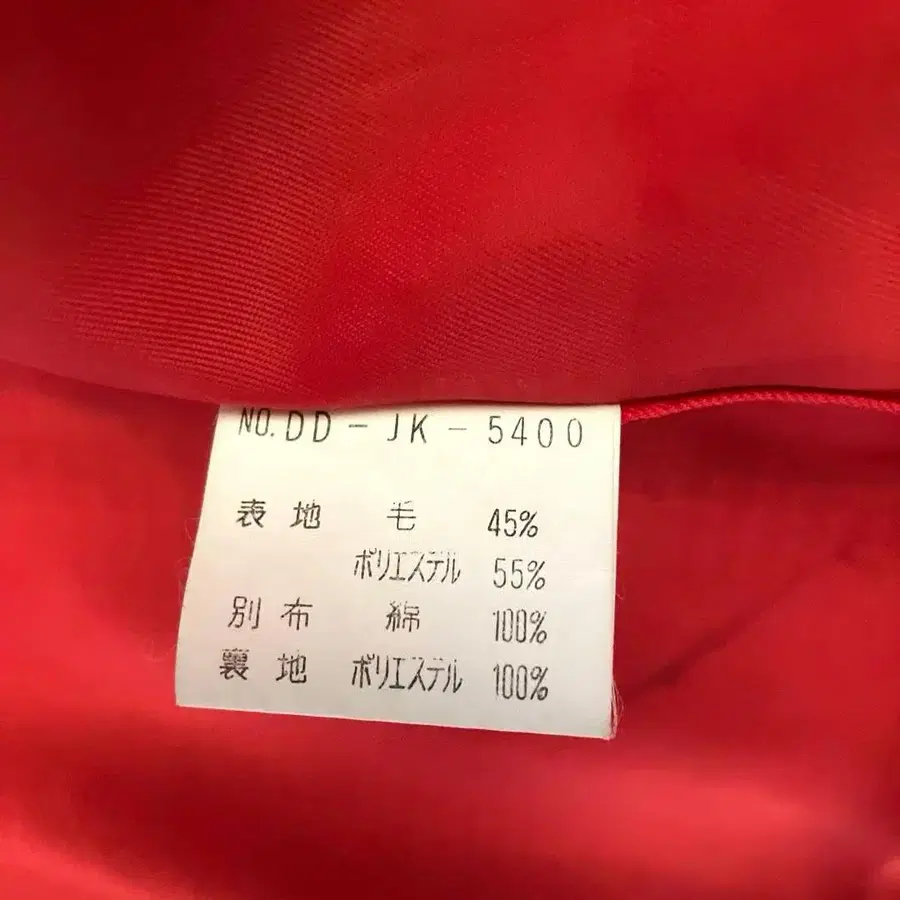 NO.DD-JK-5400
表地 毛 45%
ポリエステル 55%
別布 綿 100%
裏地 ポリエステル 100%